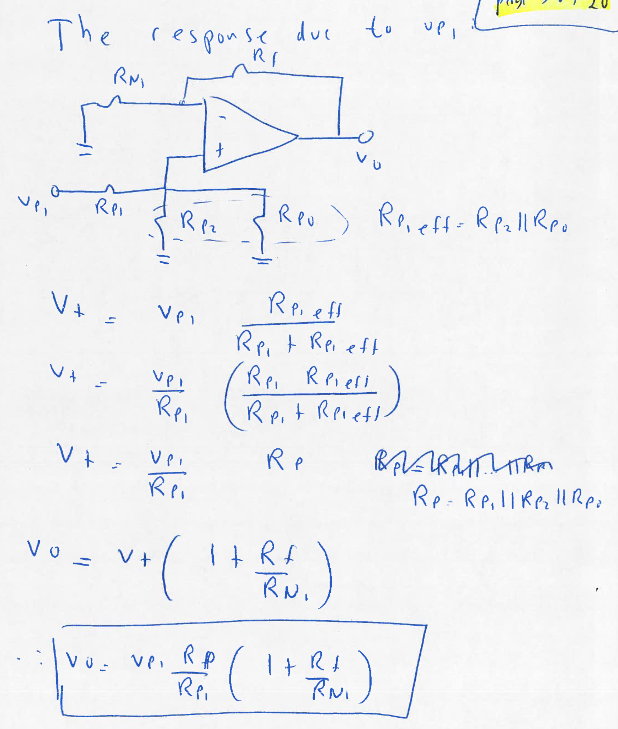 20
The response due to vp₁:
Rf
RN₁
-
+
Vo
vp₁ Rp₁ Rp₂ Rp₀ Rp₁ eff = Rp₂ || Rp₀
V+ = vp₁ Rp₁ eff / (Rp₁ + Rp₁ eff)
V+ = vp₁/Rp₁ (Rp₁ Rp₁ eff / (Rp₁ + Rp₁ eff))
V+ = vp₁/Rp₁ Rp
Rp = Rp₁ || Rp₂ || Rp₀
Vo = V+ (1 + Rf/RN₁)
∴ Vo = vp₁ Rp/Rp₁ (1 + Rf/RN₁)